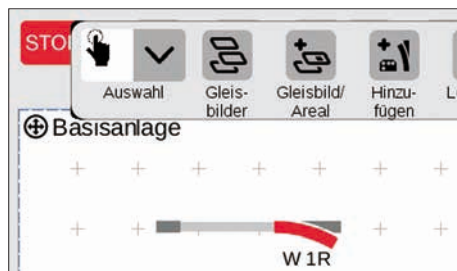 STO
Auswahl
Gleis-
bilder
Gleisbild/
Areal
Hinzu-
fügen
L
Basisanlage
W 1R